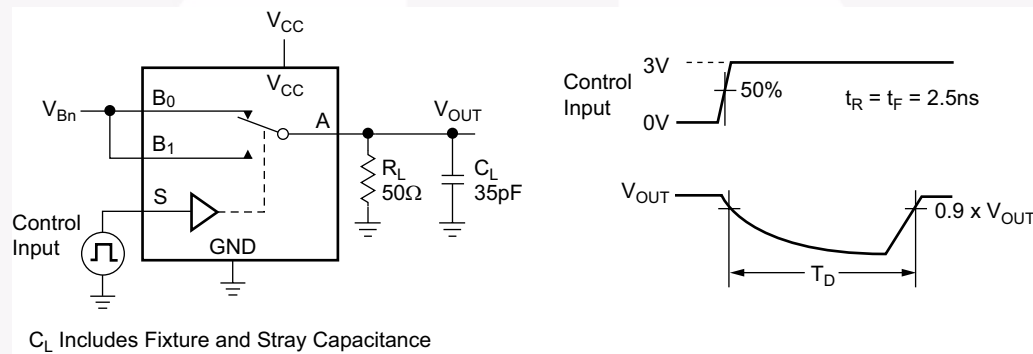 V_CC
V_CC
V_Bn
B_0
A
V_OUT
B_1
R_L
50Ω
C_L
35pF
S
Control
Input
GND
C_L Includes Fixture and Stray Capacitance
Control
Input
3V
50%
0V
t_R = t_F = 2.5ns
V_OUT
0.9 x V_OUT
T_D